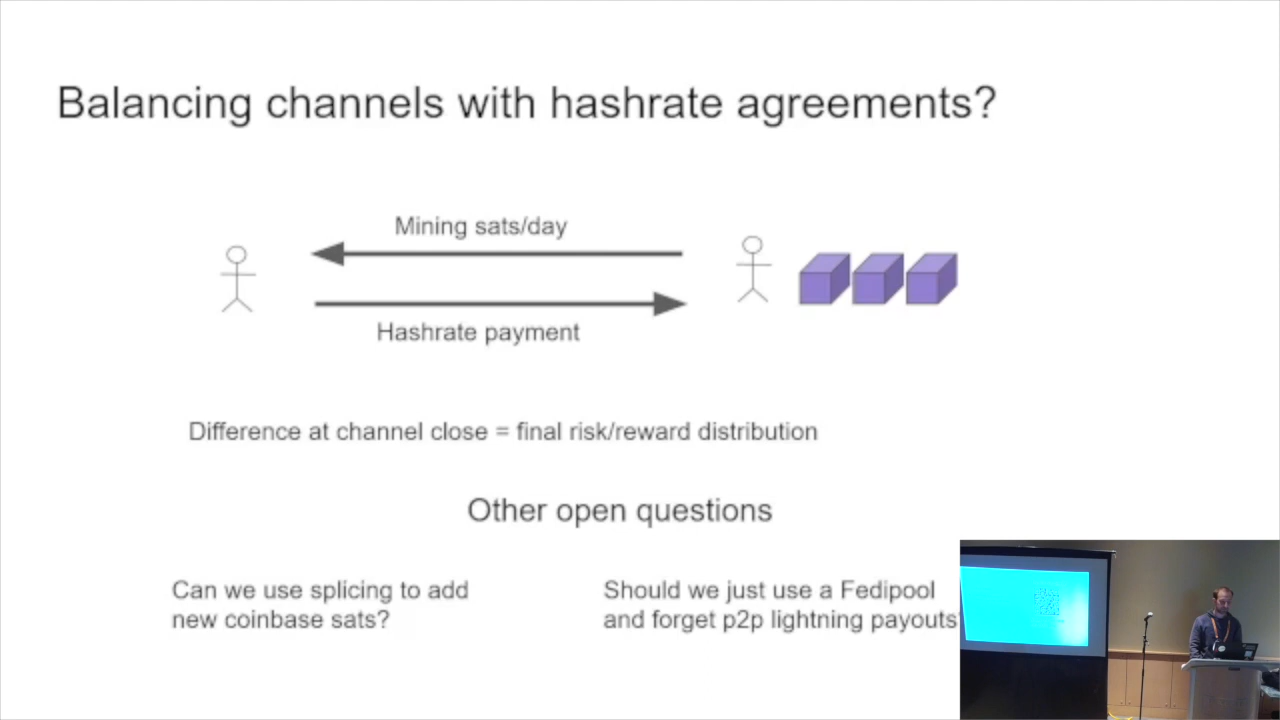 Balancing channels with hashrate agreements?
Mining sats/day
Hashrate payment
Difference at channel close = final risk/reward distribution
Other open questions
Can we use splicing to add
new coinbase sats?
Should we just use a Fedipool
and forget p2p lightning payouts